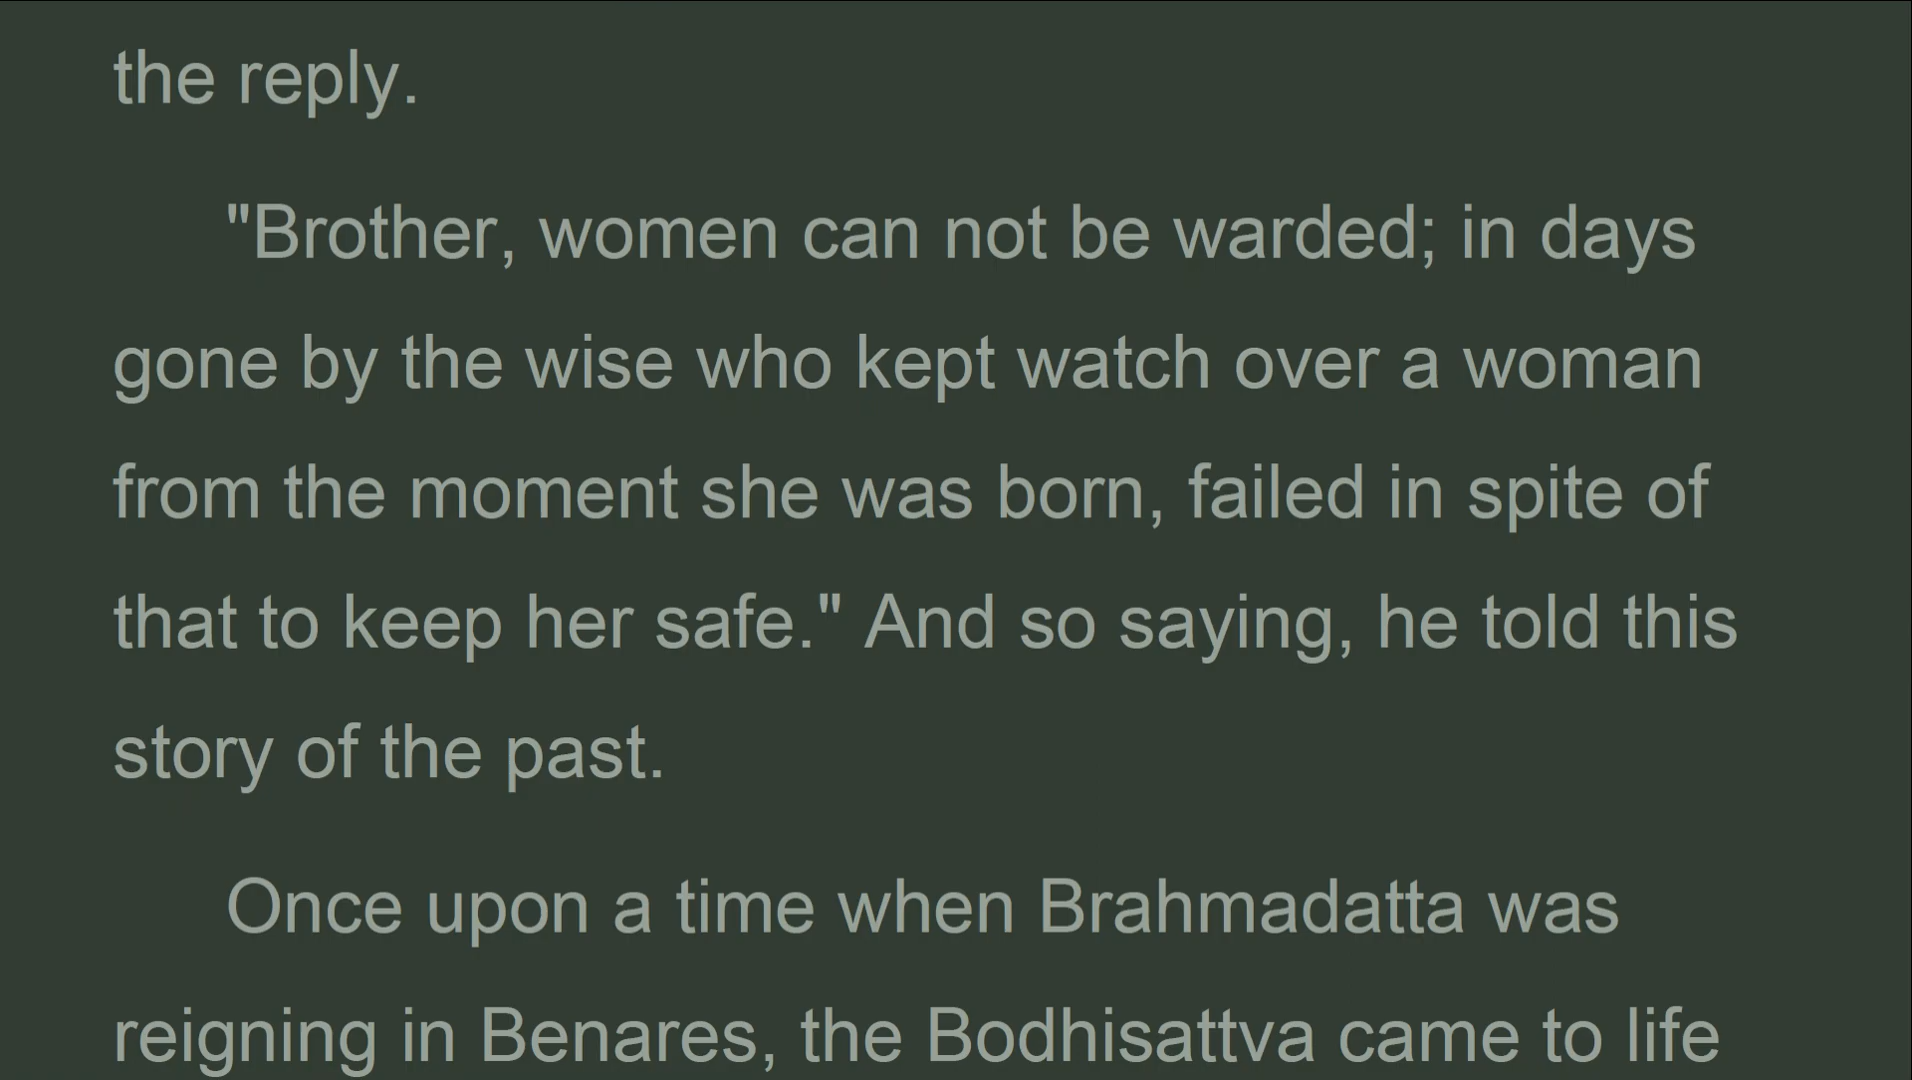 the reply.
"Brother, women can not be warded; in days
gone by the wise who kept watch over a woman
from the moment she was born, failed in spite of
that to keep her safe." And so saying, he told this
story of the past.
Once upon a time when Brahmadatta was
reigning in Benares, the Bodhisattva came to life